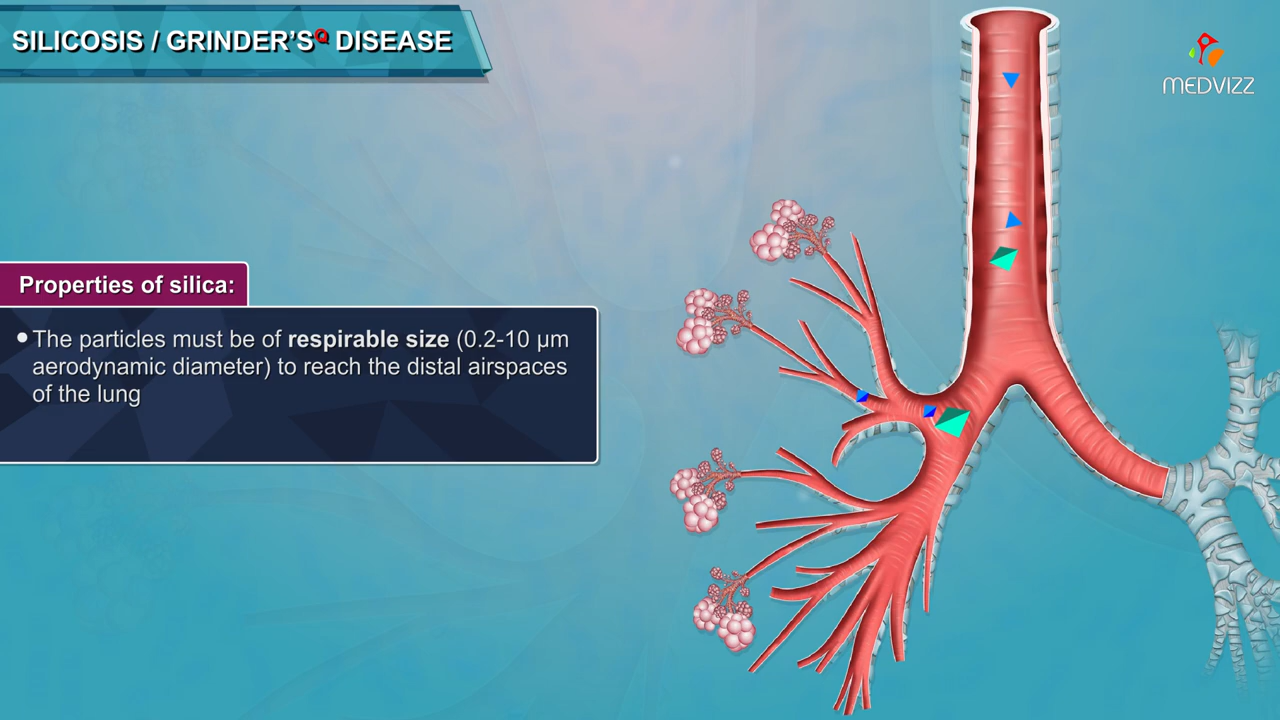 SILICOSIS / GRINDER'SQ DISEASE
MEDVIZZ
Properties of silica:
• The particles must be of respirable size (0.2-10 µm
aerodynamic diameter) to reach the distal airspaces
of the lung